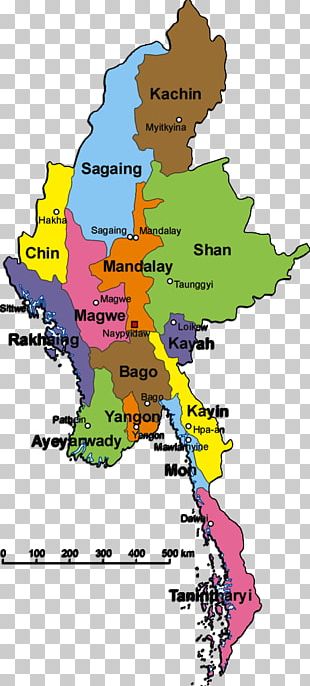 Kachin
Myitkyina
Sagaing
Hakha
Sagaing
Mandalay
Chin
Shan
Mandalay
Taunggyi
Sittwe
Magwe
Magwe
Loikaw
Rakhaing
Naypyidaw
Kayah
Bago
Bago
Kayin
Pathein
Yangon
Hpa-an
Yangon
Ayeyarwady
Mawlamyine
Mon
Dawei
0 100 200 300 400 500 km
Tanintharyi